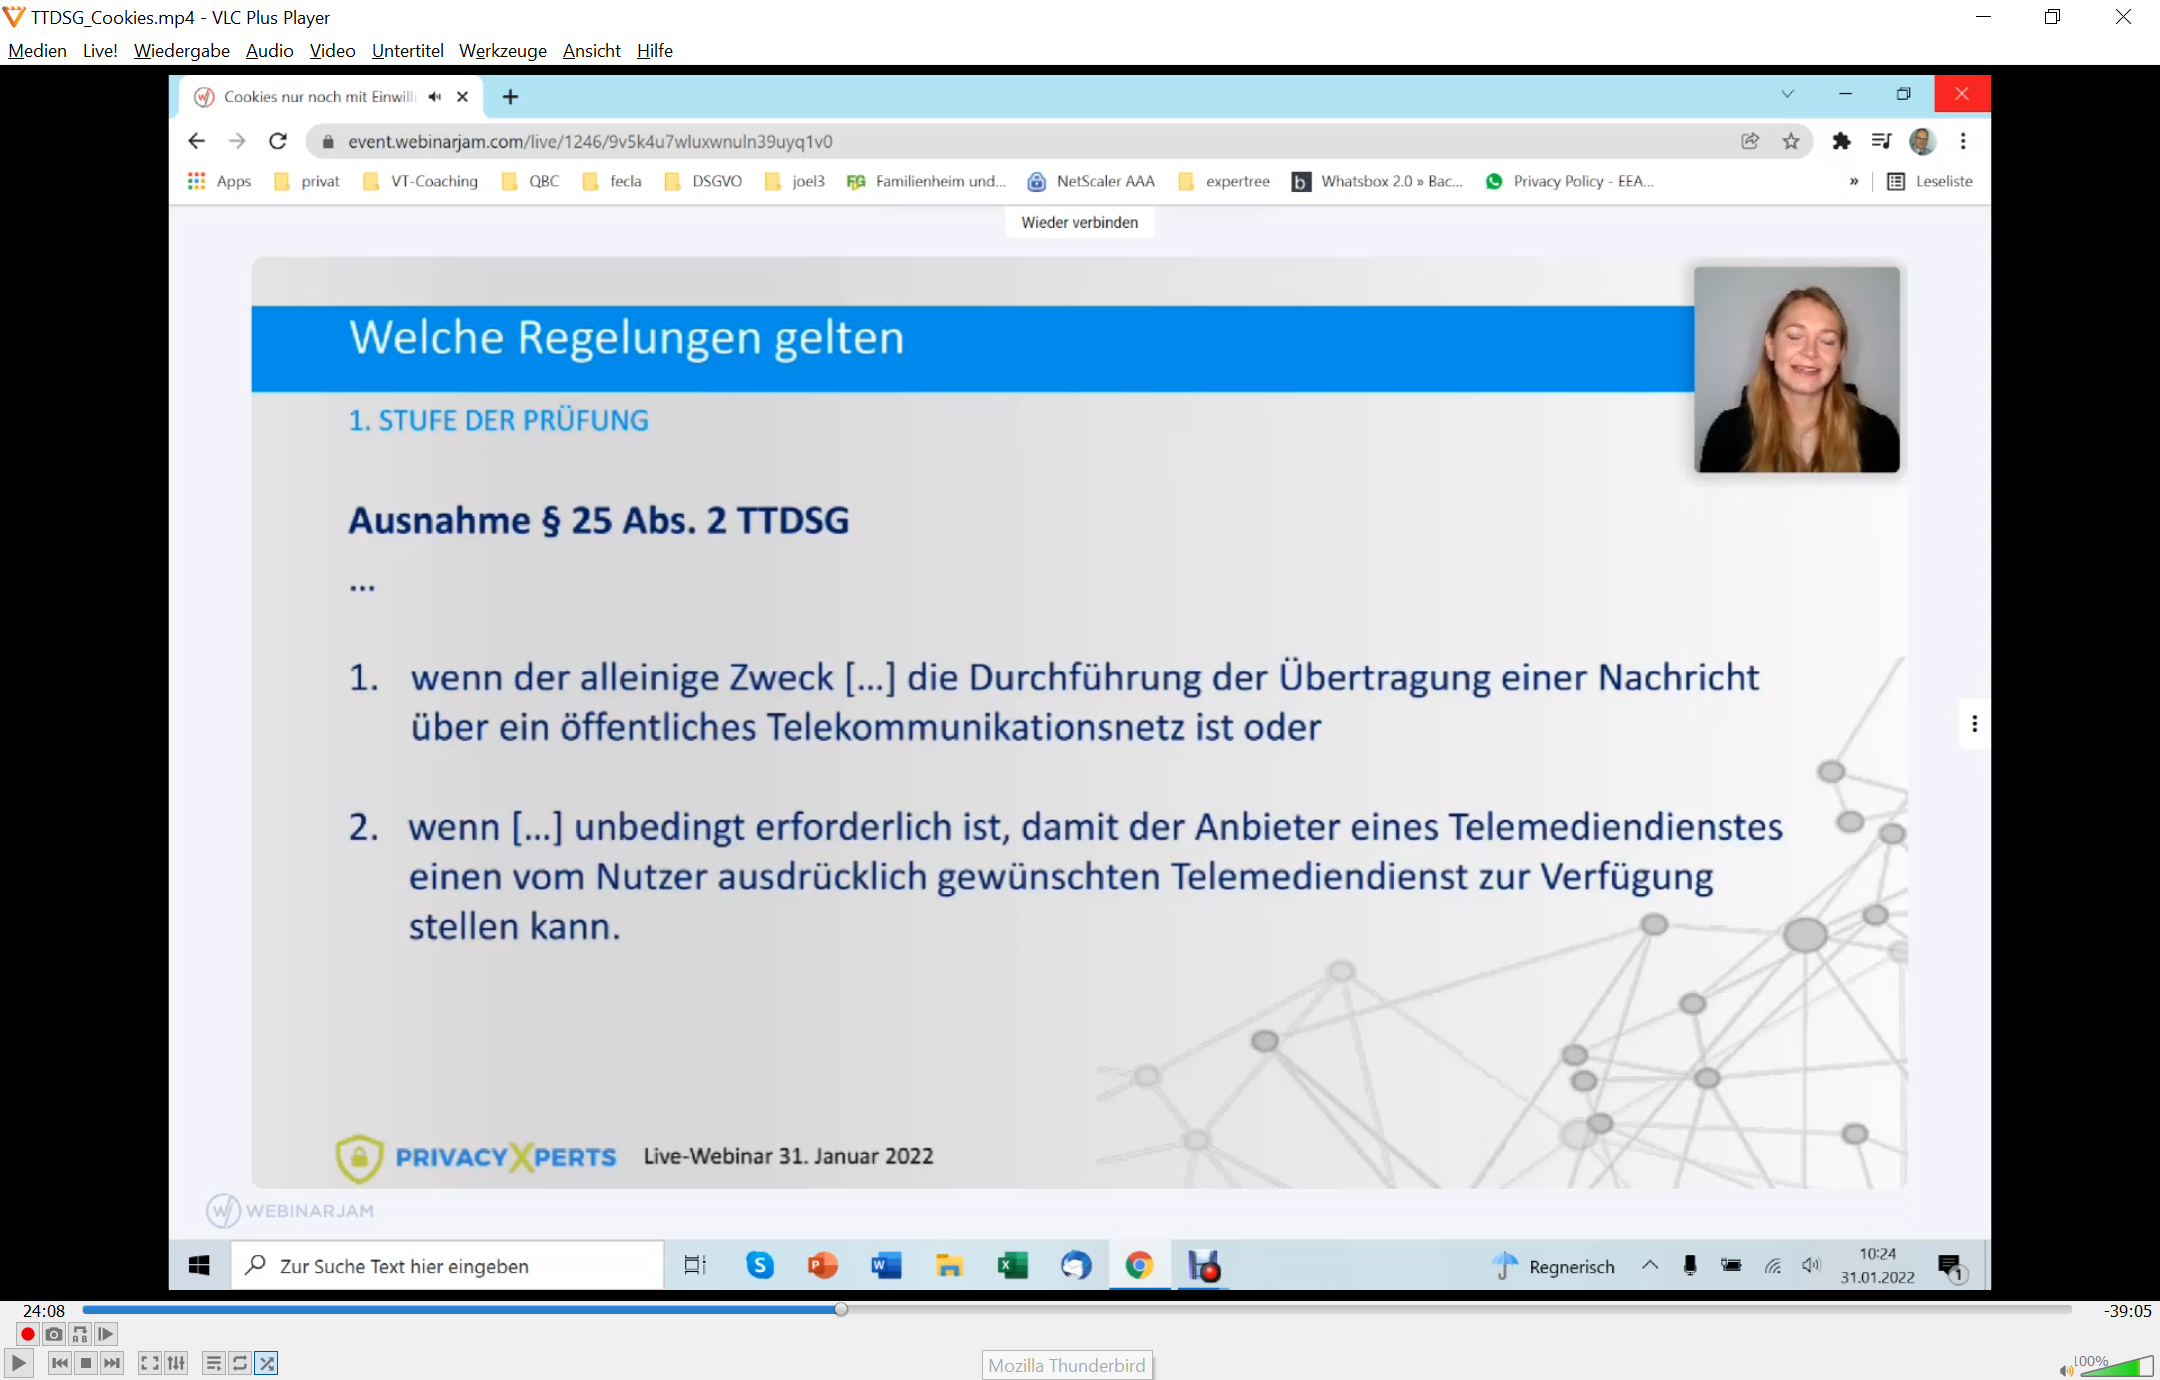 TTDSG_Cookies.mp4 - VLC Plus Player
Medien Live! Wiedergabe Audio Video Untertitel Werkzeuge Ansicht Hilfe
Cookies nur noch mit Einwilli
event.webinarjam.com/live/1246/9v5k4u7wluxwnuln39uyq1v0
Apps privat VT-Coaching QBC fecla DSGVO joel3 FG Familienheim und... NetScaler AAA expertree b Whatsbox 2.0 » Bac... Privacy Policy - EEA... » Leseliste
Wieder verbinden
Welche Regelungen gelten
1. STUFE DER PRÜFUNG
Ausnahme § 25 Abs. 2 TTDSG
...
1. wenn der alleinige Zweck [...] die Durchführung der Übertragung einer Nachricht
über ein öffentliches Telekommunikationsnetz ist oder
2. wenn [...] unbedingt erforderlich ist, damit der Anbieter eines Telemediendienstes
einen vom Nutzer ausdrücklich gewünschten Telemediendienst zur Verfügung
stellen kann.
PRIVACYXPERTS Live-Webinar 31. Januar 2022
WEBINARJAM
Zur Suche Text hier eingeben
Regnerisch
10:24
31.01.2022
1
24:08
-39:05
Mozilla Thunderbird
100%